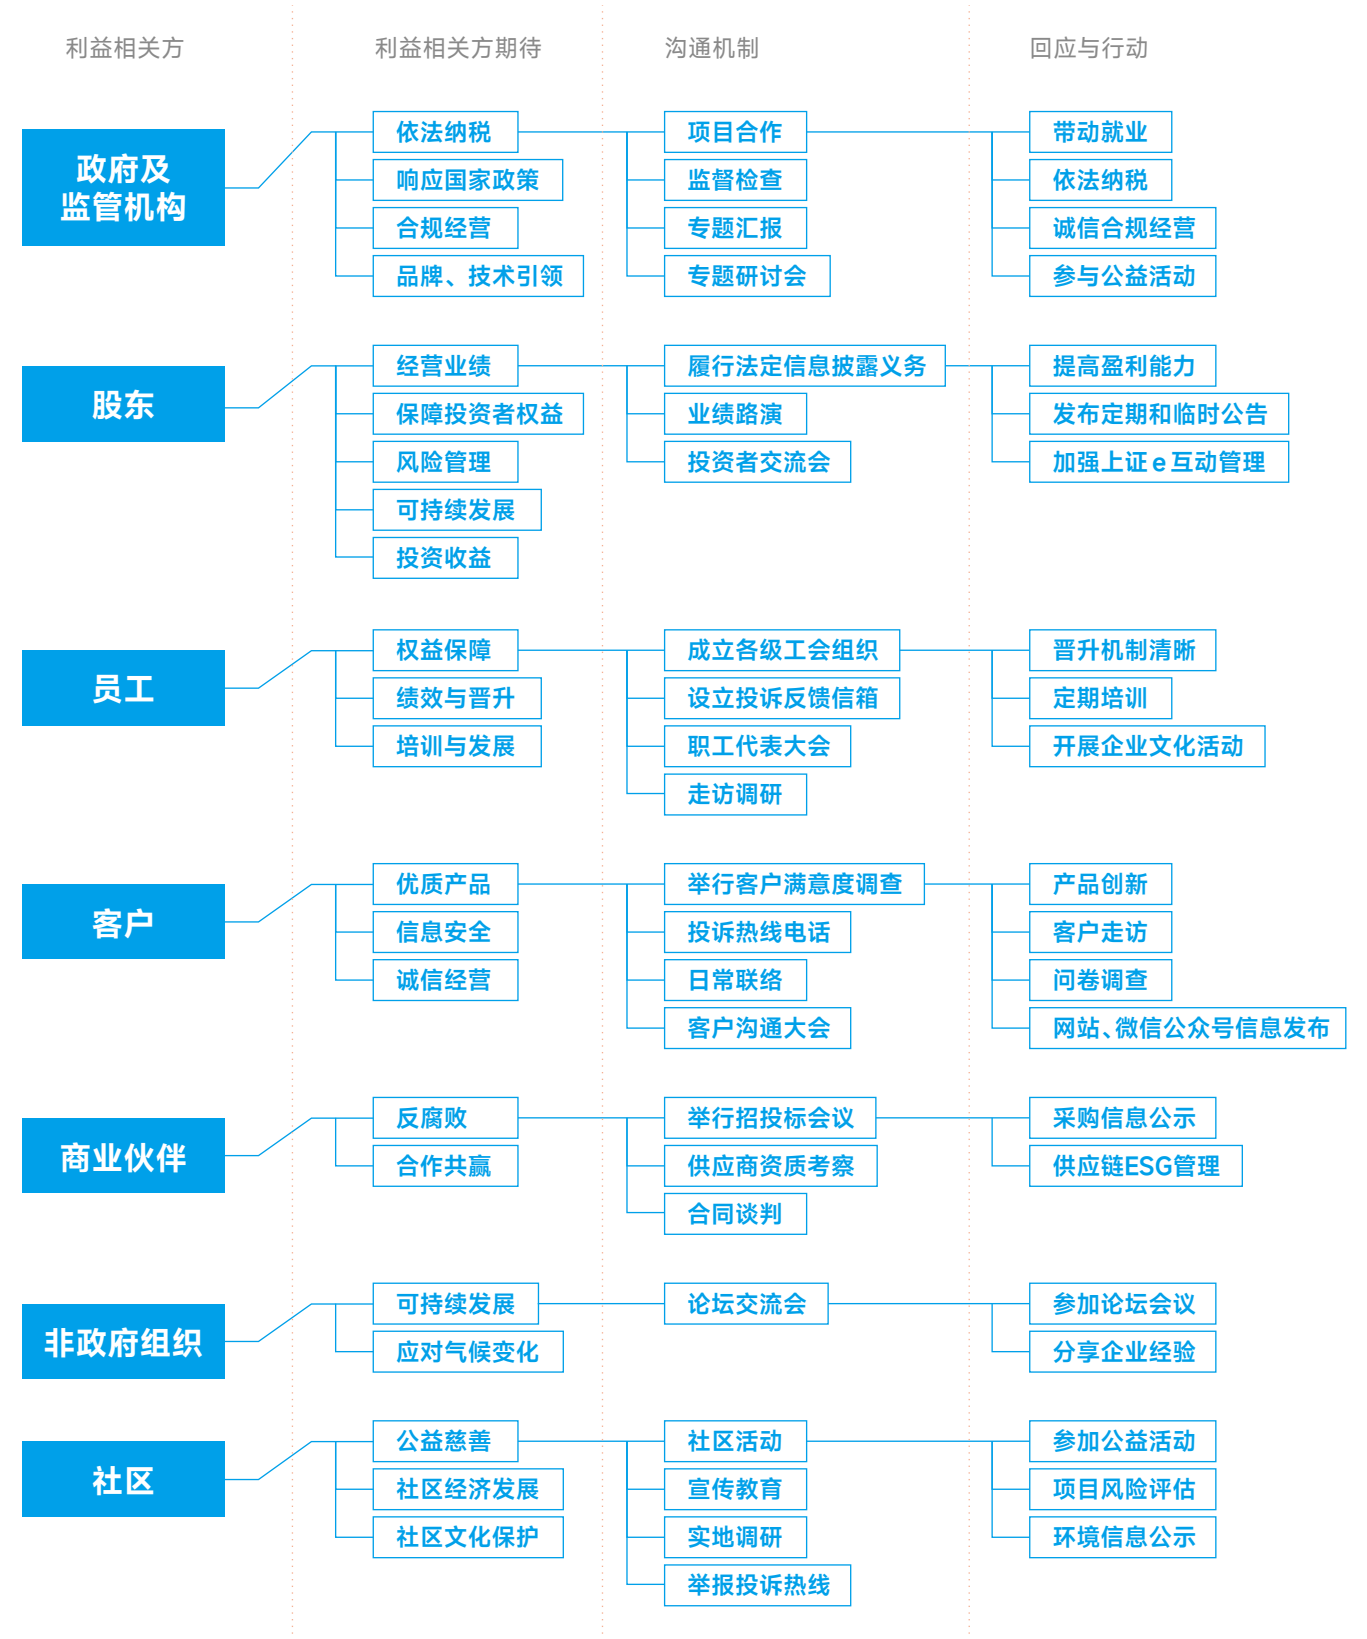 利益相关方
利益相关方期待
沟通机制
回应与行动
政府及
监管机构
依法纳税
响应国家政策
合规经营
品牌、技术引领
项目合作
监督检查
专题汇报
专题研讨会
带动就业
依法纳税
诚信合规经营
参与公益活动
股东
经营业绩
保障投资者权益
风险管理
可持续发展
投资收益
履行法定信息披露义务
业绩路演
投资者交流会
提高盈利能力
发布定期和临时公告
加强上证e互动管理
员工
权益保障
绩效与晋升
培训与发展
成立各级工会组织
设立投诉反馈信箱
职工代表大会
走访调研
晋升机制清晰
定期培训
开展企业文化活动
客户
优质产品
信息安全
诚信经营
举行客户满意度调查
投诉热线电话
日常联络
客户沟通大会
产品创新
客户走访
问卷调查
网站、微信公众号信息发布
商业伙伴
反腐败
合作共赢
举行招投标会议
供应商资质考察
合同谈判
采购信息公示
供应链ESG管理
非政府组织
可持续发展
应对气候变化
论坛交流会
参加论坛会议
分享企业经验
社区
公益慈善
社区经济发展
社区文化保护
社区活动
宣传教育
实地调研
举报投诉热线
参加公益活动
项目风险评估
环境信息公示